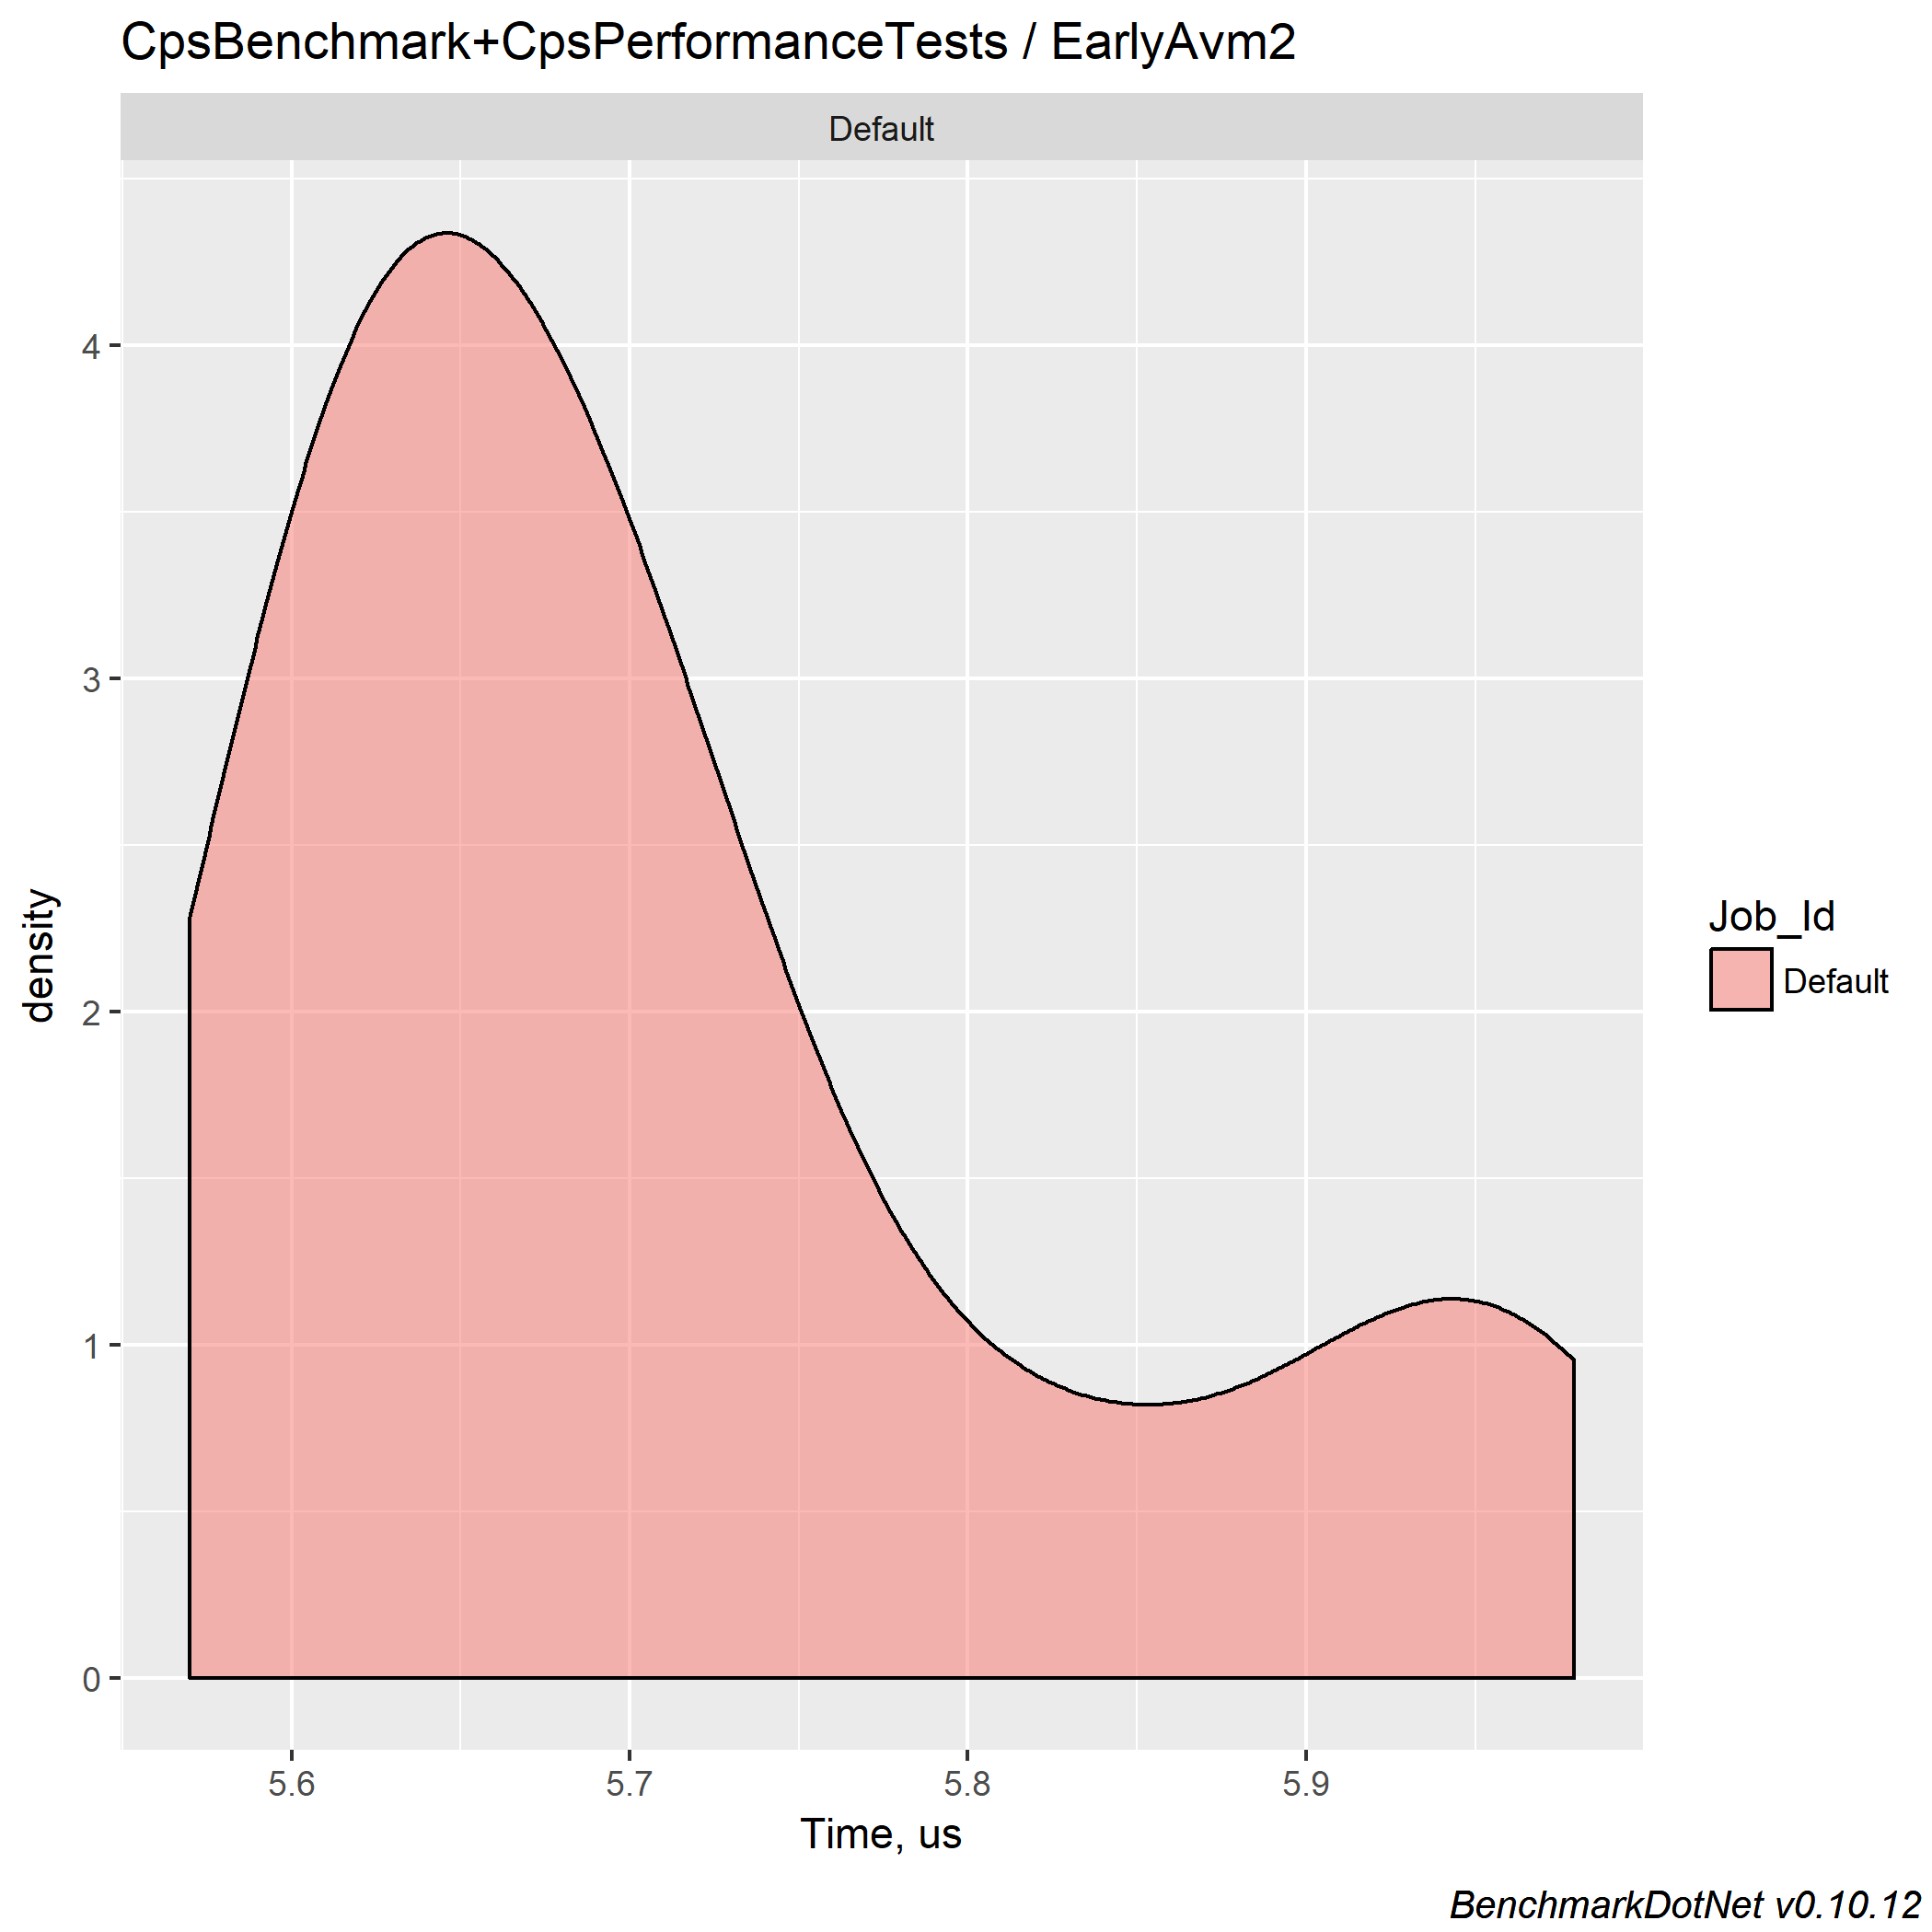 CpsBenchmark+CpsPerformanceTests / EarlyAvm2
Default
4
3
2
1
0
density
5.6 5.7 5.8 5.9
Time, us
Job_Id
Default
BenchmarkDotNet v0.10.12